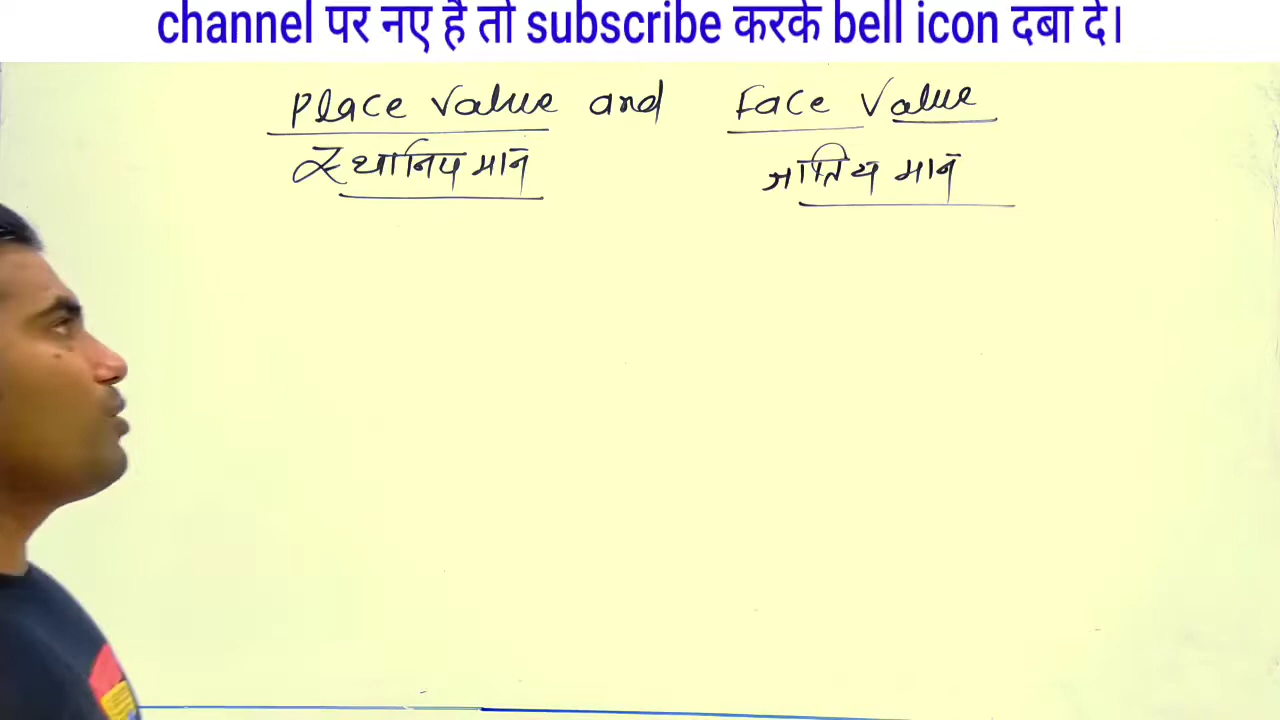 channel पर नए है तो subscribe करके bell icon दबा दे।
Place Value and Face Value
स्थानिय मान जातिय मान